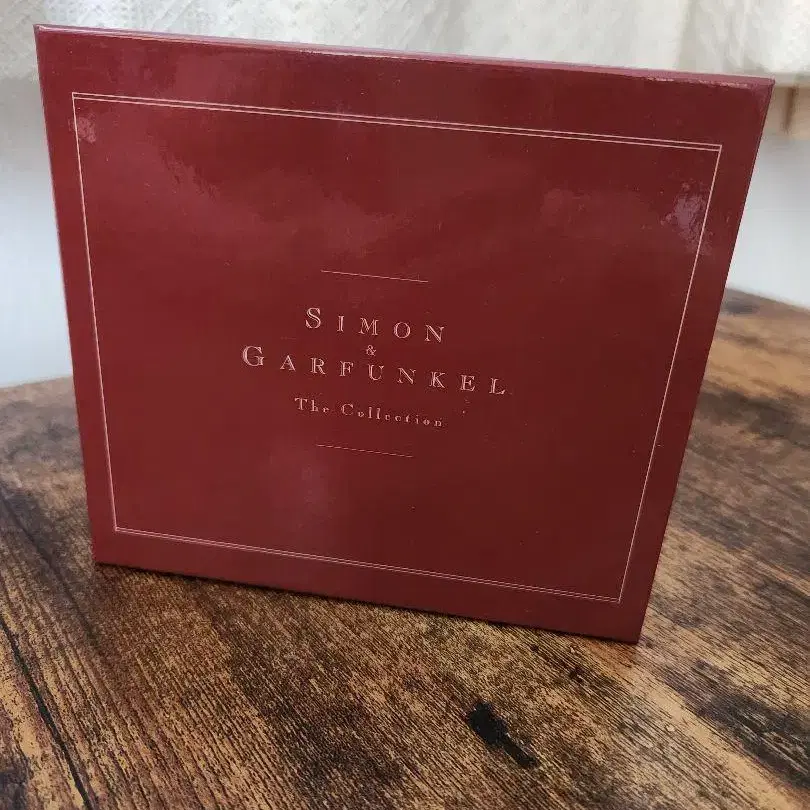 SIMON
&
GARFUNKEL
The Collection